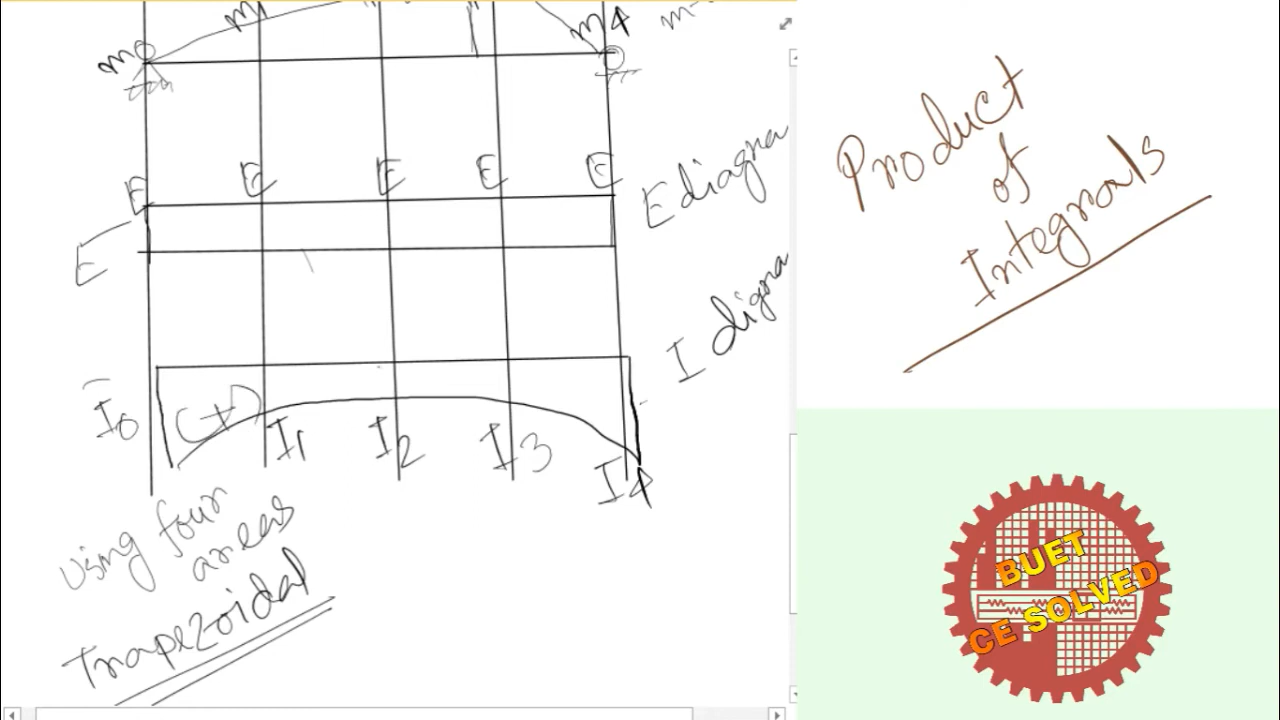 m0
m1
m4
m-
E
E
E
E
E
E
E diagra
I digra
I0
(+)
I1
I2
I3
I4
using four
areas
Trapezoidal
Product
of
Integrals
BUET
CE SOLVED